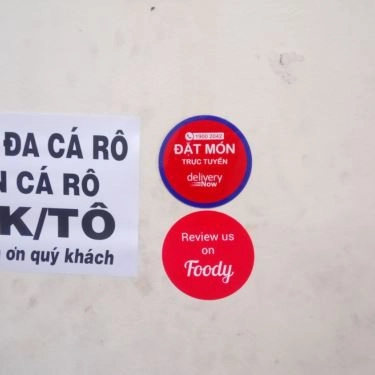 ĐA CÁ RÔ
CÁ RÔ
K/TÔ
ơn quý khách
1900 2042
ĐẶT MÓN
TRỰC TUYẾN
delivery
Now
Review us
on
Foody